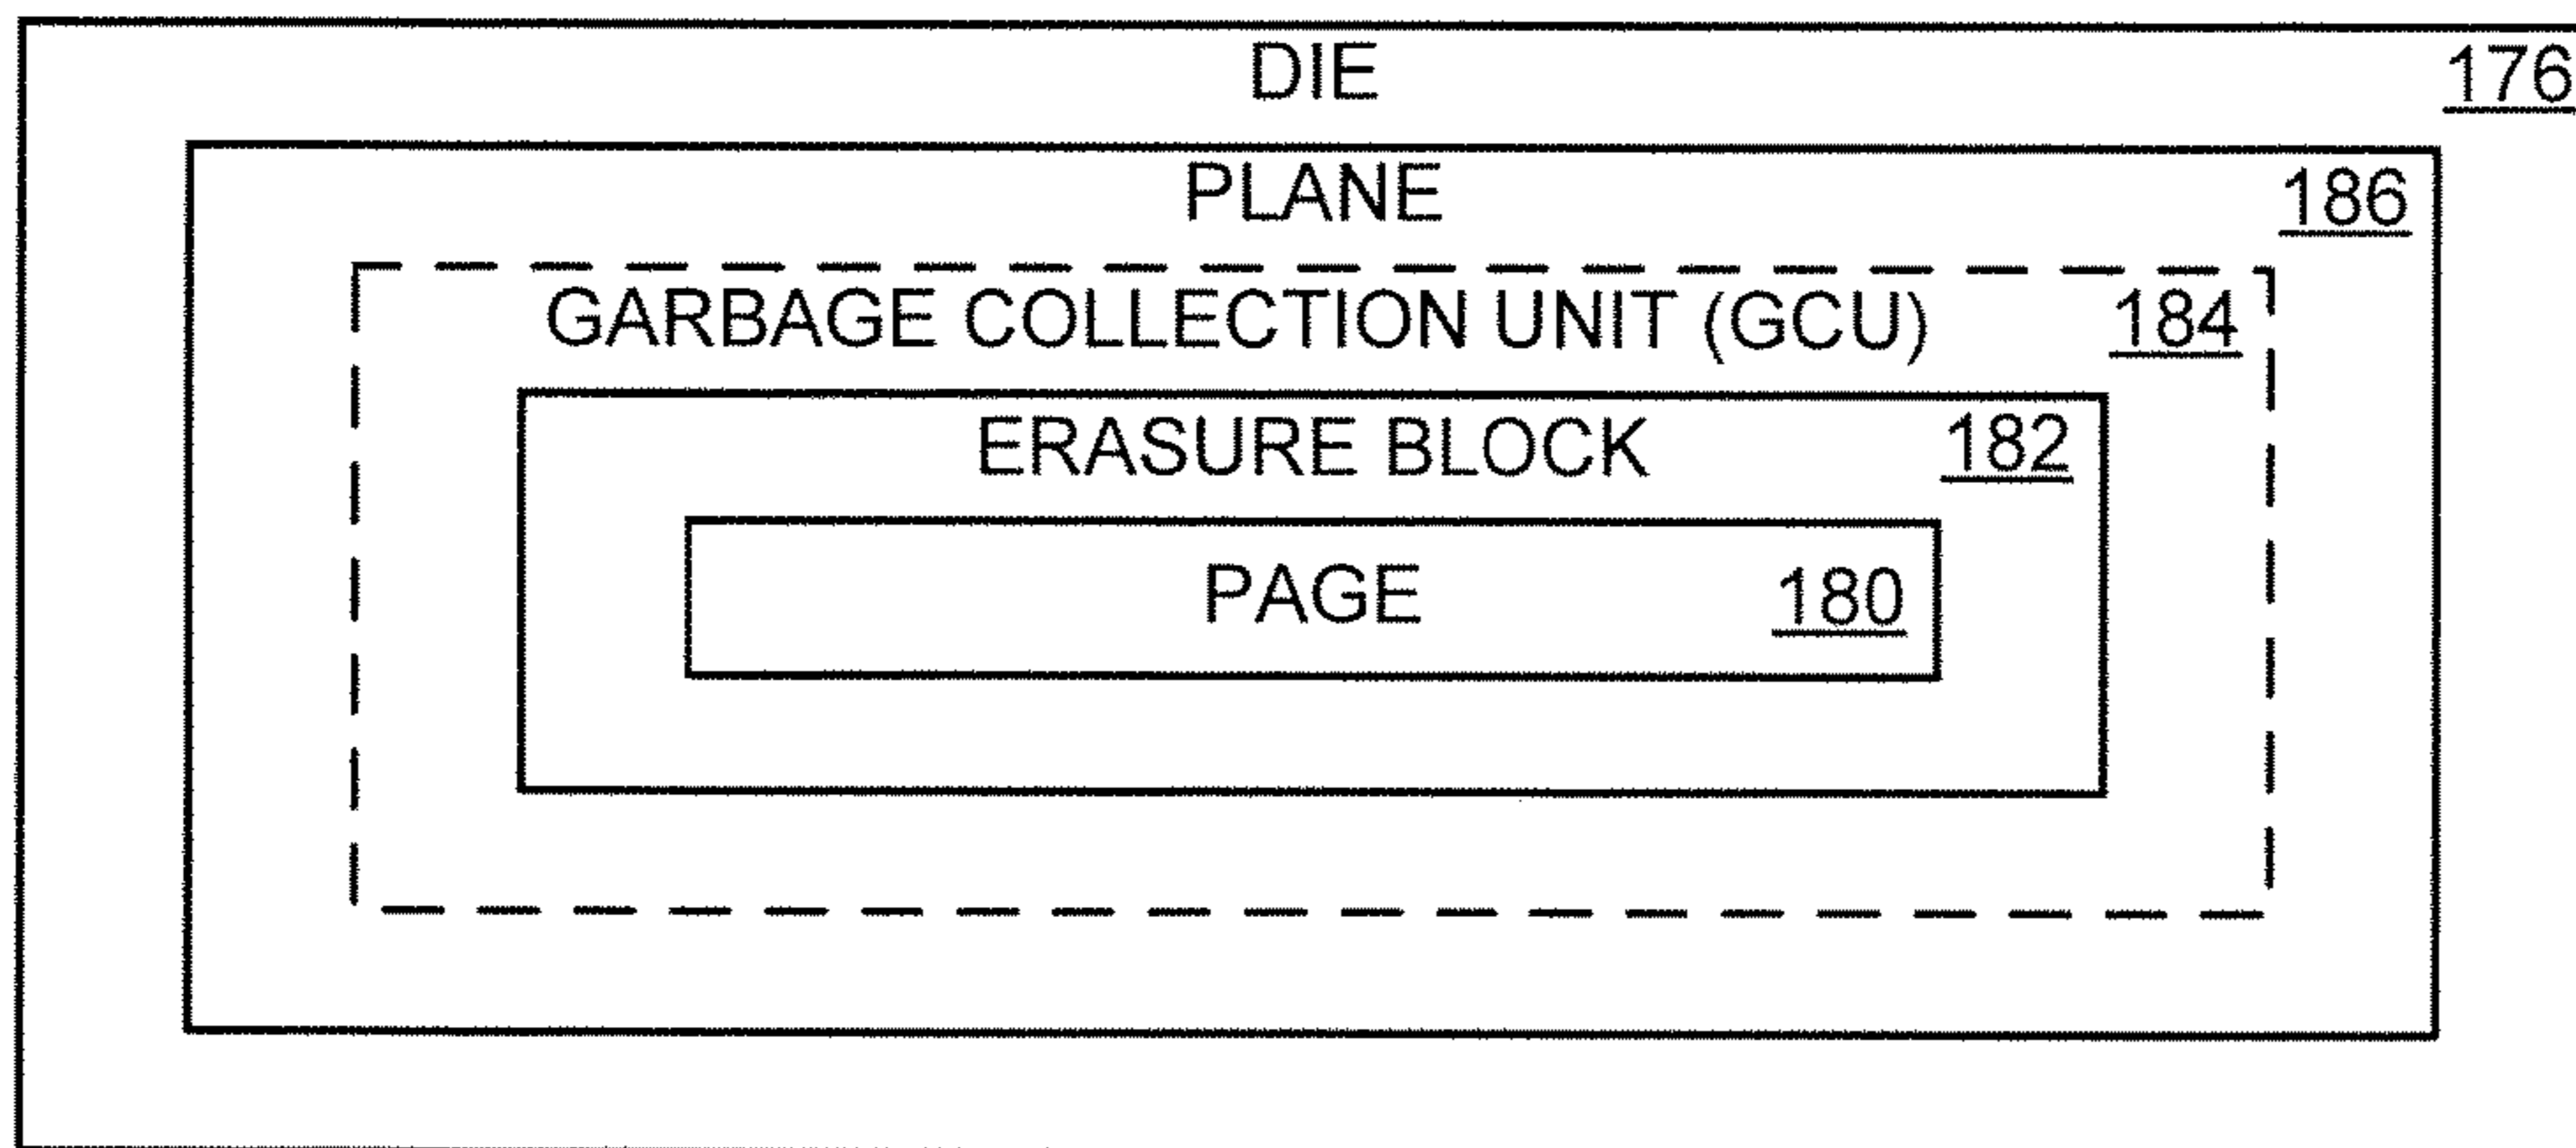 DIE 176
PLANE 186
GARBAGE COLLECTION UNIT (GCU) 184
ERASURE BLOCK 182
PAGE 180